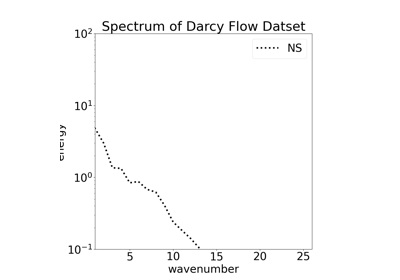 Spectrum of Darcy Flow Datset
NS
10²
10¹
10⁰
10⁻¹
energy
5 10 15 20 25
wavenumber